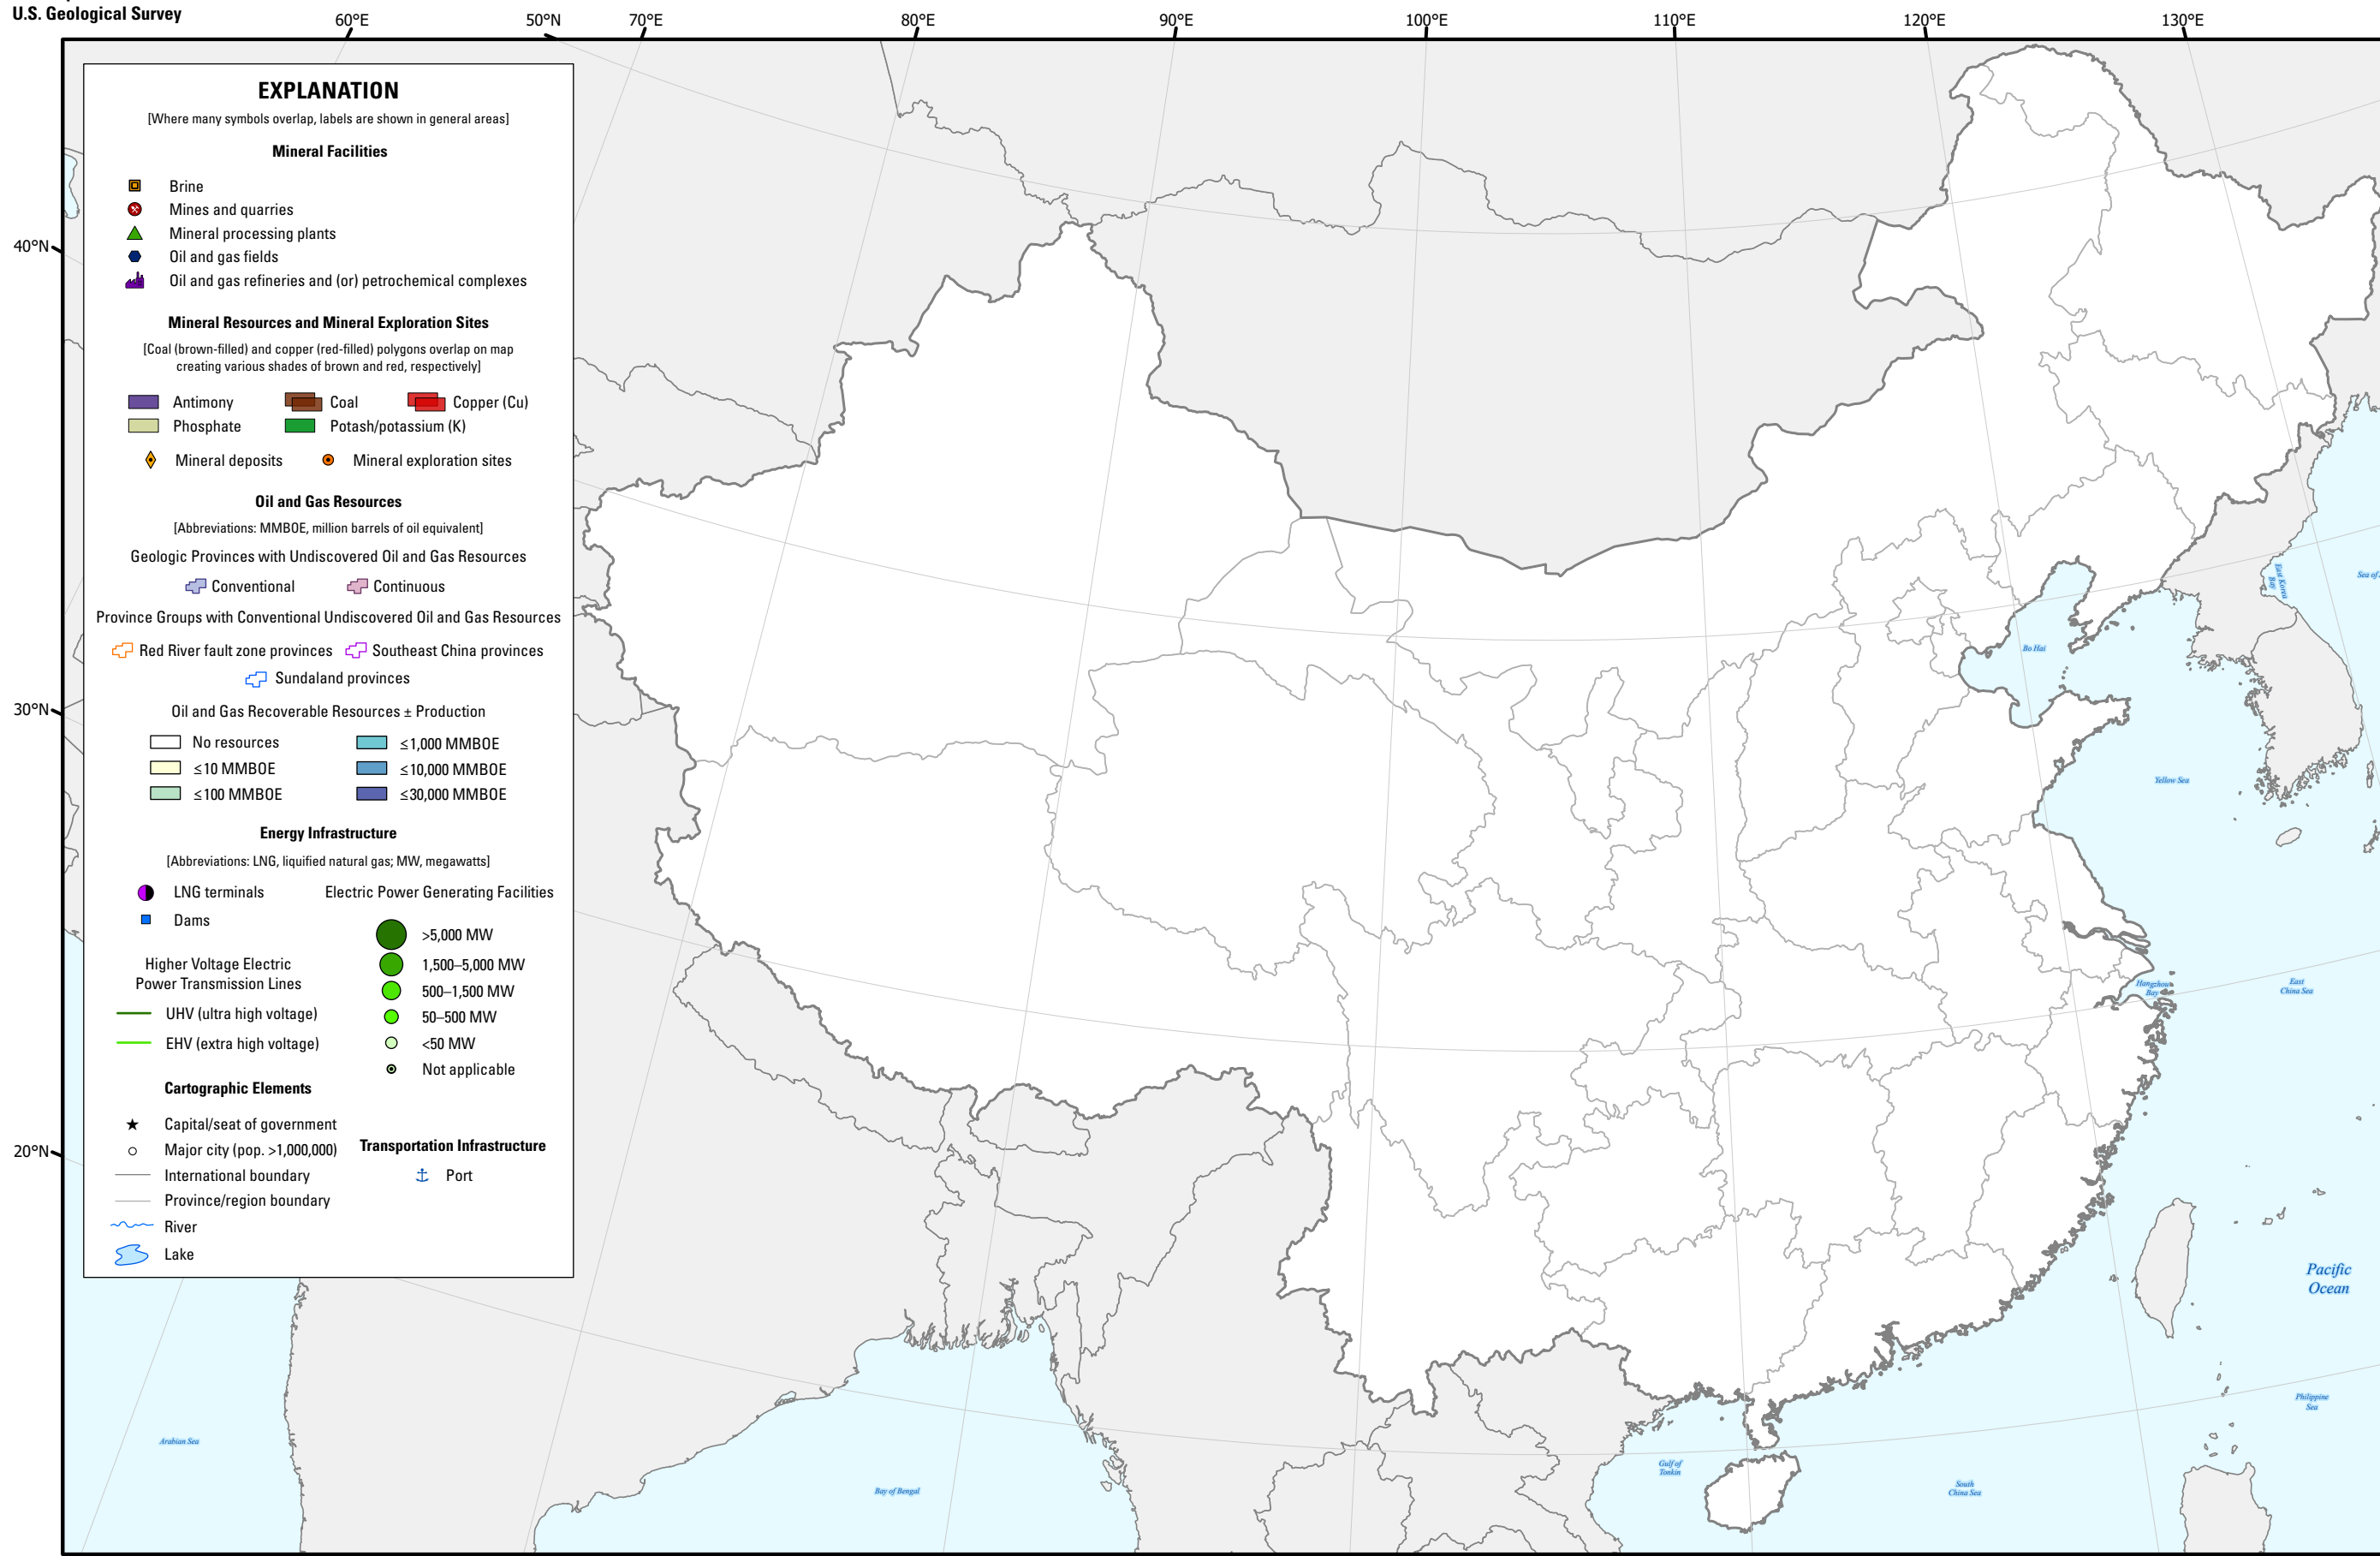 U.S. Geological Survey
60°E
50°N
70°E
80°E
90°E
100°E
110°E
120°E
130°E
40°N
30°N
20°N
EXPLANATION
[Where many symbols overlap, labels are shown in general areas]
Mineral Facilities
Brine
Mines and quarries
Mineral processing plants
Oil and gas fields
Oil and gas refineries and (or) petrochemical complexes
Mineral Resources and Mineral Exploration Sites
[Coal (brown-filled) and copper (red-filled) polygons overlap on map
creating various shades of brown and red, respectively]
Antimony
Coal
Copper (Cu)
Phosphate
Potash/potassium (K)
Mineral deposits
Mineral exploration sites
Oil and Gas Resources
[Abbreviations: MMBOE, million barrels of oil equivalent]
Geologic Provinces with Undiscovered Oil and Gas Resources
Conventional
Continuous
Province Groups with Conventional Undiscovered Oil and Gas Resources
Red River fault zone provinces
Southeast China provinces
Sundaland provinces
Oil and Gas Recoverable Resources ± Production
No resources
≤1,000 MMBOE
≤10 MMBOE
≤10,000 MMBOE
≤100 MMBOE
≤30,000 MMBOE
Energy Infrastructure
[Abbreviations: LNG, liquified natural gas; MW, megawatts]
LNG terminals
Electric Power Generating Facilities
Dams
>5,000 MW
Higher Voltage Electric
Power Transmission Lines
1,500–5,000 MW
500–1,500 MW
UHV (ultra high voltage)
50–500 MW
EHV (extra high voltage)
<50 MW
Not applicable
Cartographic Elements
Capital/seat of government
Major city (pop. >1,000,000)
Transportation Infrastructure
International boundary
Port
Province/region boundary
River
Lake
East Korea
Bay
Sea of
Bo Hai
Yellow Sea
Hangzhou
Bay
East
China Sea
Pacific
Ocean
Philippine
Sea
Arabian Sea
Bay of Bengal
Gulf of
Tonkin
South
China Sea